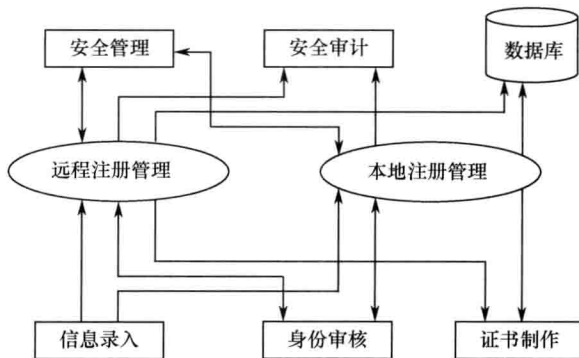 安全管理
安全审计
数据库
远程注册管理
本地注册管理
信息录入
身份审核
证书制作